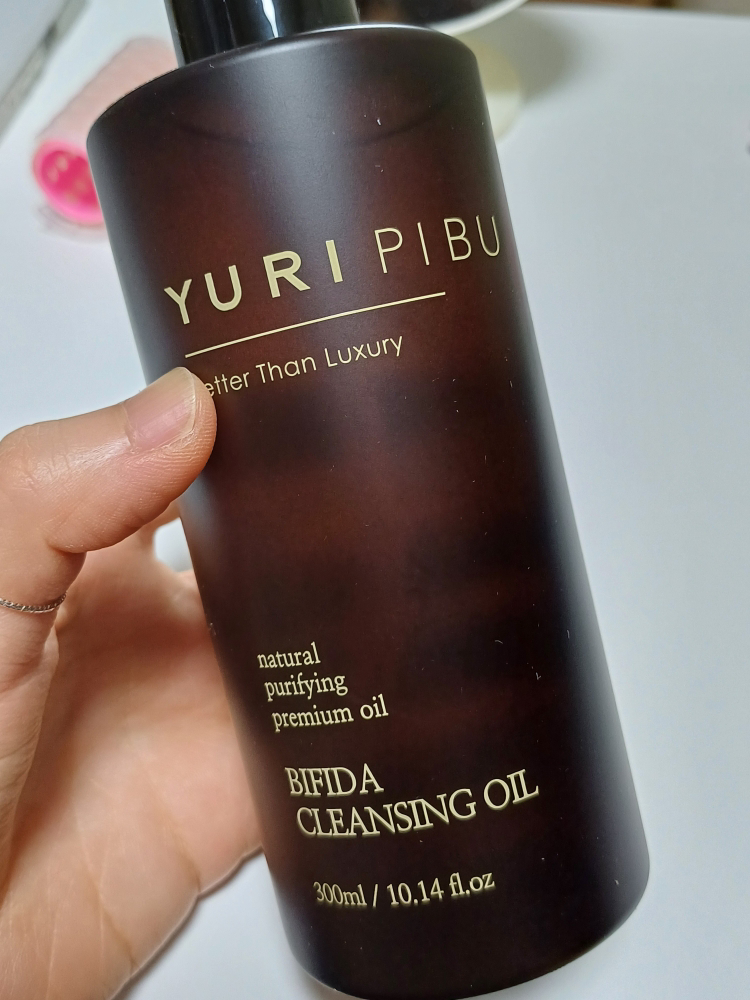 YURI PIBU
etter Than Luxury
natural
purifying
premium oil
BIFIDA
CLEANSING OIL
300ml / 10.14 fl.oz